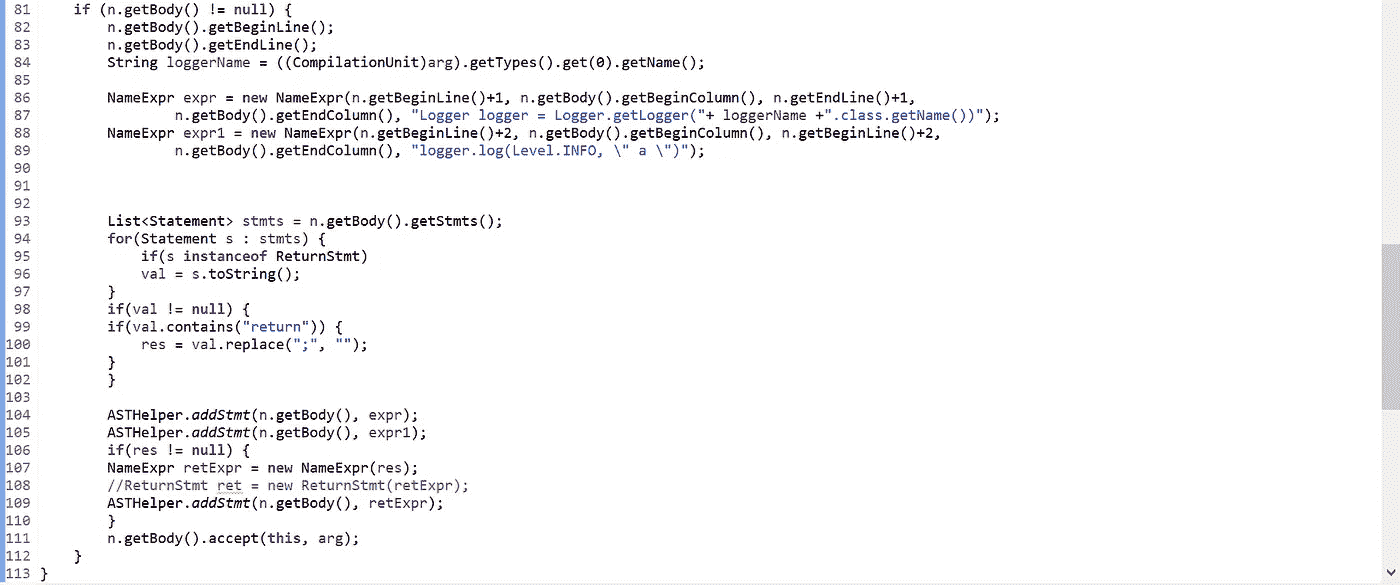 81 if (n.getBody() != null) {
82 n.getBody().getBeginLine();
83 n.getBody().getEndLine();
84 String loggerName = ((CompilationUnit)arg).getTypes().get(0).getName();
85
86 NameExpr expr = new NameExpr(n.getBeginLine()+1, n.getBody().getBeginColumn(), n.getEndLine()+1,
87 n.getBody().getEndColumn(), "Logger logger = Logger.getLogger("+ loggerName +".class.getName())");
88 NameExpr expr1 = new NameExpr(n.getBeginLine()+2, n.getBody().getBeginColumn(), n.getBeginLine()+2,
89 n.getBody().getEndColumn(), "logger.log(Level.INFO, \" a \")");
90
91
92
93 List<Statement> stmts = n.getBody().getStmts();
94 for(Statement s : stmts) {
95 if(s instanceof ReturnStmt)
96 val = s.toString();
97 }
98 if(val != null) {
99 if(val.contains("return")) {
100 res = val.replace(";", "");
101 }
102 }
103
104 ASTHelper.addStmt(n.getBody(), expr);
105 ASTHelper.addStmt(n.getBody(), expr1);
106 if(res != null) {
107 NameExpr retExpr = new NameExpr(res);
108 //ReturnStmt ret = new ReturnStmt(retExpr);
109 ASTHelper.addStmt(n.getBody(), retExpr);
110 }
111 n.getBody().accept(this, arg);
112 }
113 }